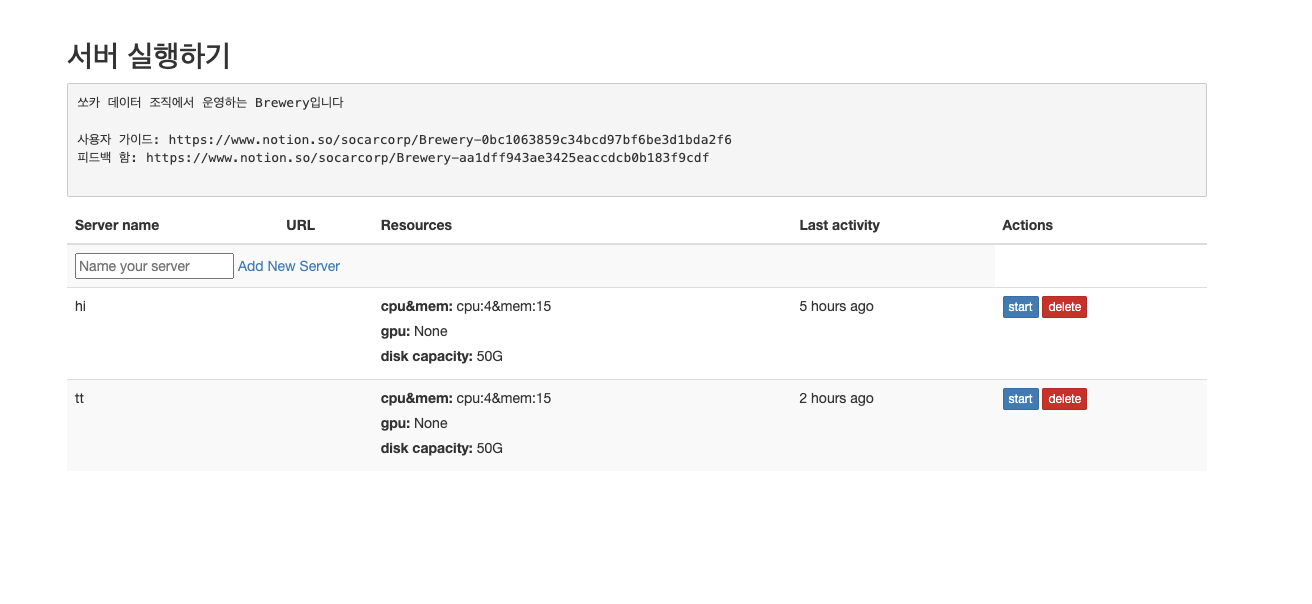 서버 실행하기
쏘카 데이터 조직에서 운영하는 Brewery입니다
사용자 가이드: https://www.notion.so/socarcorp/Brewery-0bc1063859c34bcd97bf6be3d1bda2f6
피드백 함: https://www.notion.so/socarcorp/Brewery-aa1dff943ae3425eaccdcb0b183f9cdf
Server name URL Resources Last activity Actions
Name your server Add New Server
hi cpu&mem: cpu:4&mem:15 5 hours ago start delete
gpu: None
disk capacity: 50G
tt cpu&mem: cpu:4&mem:15 2 hours ago start delete
gpu: None
disk capacity: 50G